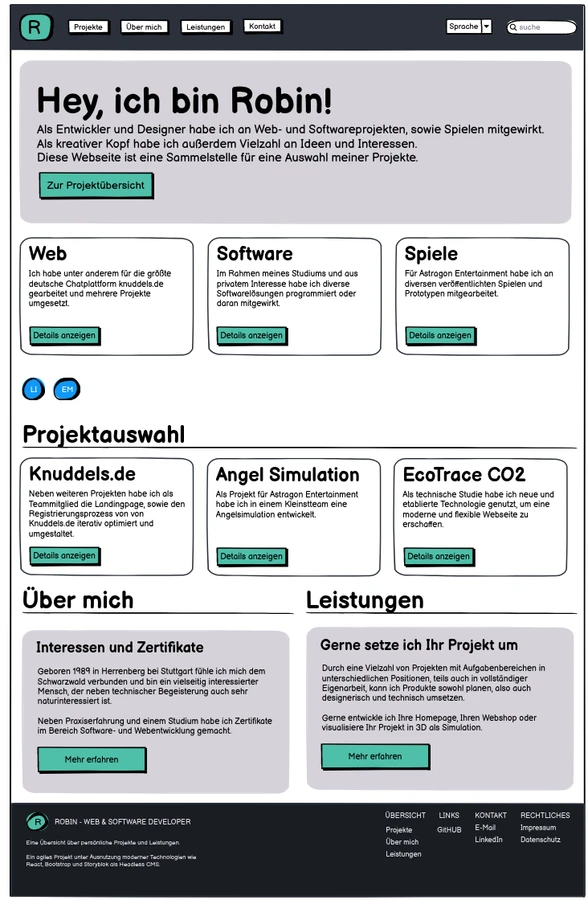 R
Projekte
Über mich
Leistungen
Kontakt
Sprache
suche
Hey, ich bin Robin!
Als Entwickler und Designer habe ich an Web- und Softwareprojekten, sowie Spielen mitgewirkt.
Als kreativer Kopf habe ich außerdem Vielzahl an Ideen und Interessen.
Diese Webseite ist eine Sammelstelle für eine Auswahl meiner Projekte.
Zur Projektübersicht
Web
Ich habe unter anderem für die größte
deutsche Chatplattform knuddels.de
gearbeitet und mehrere Projekte
umgesetzt.
Details anzeigen
Software
Im Rahmen meines Studiums und aus
privatem Interesse habe ich diverse
Softwarelösungen programmiert oder
daran mitgewirkt.
Details anzeigen
Spiele
Für Astragon Entertainment habe ich an
diversen veröffentlichten Spielen und
Prototypen mitgearbeitet.
Details anzeigen
LI
EM
Projektauswahl
Knuddels.de
Neben weiteren Projekten habe ich als
Teammitglied die Landingpage, sowie den
Registrierungsprozess von von
Knuddels.de iterativ optimiert und
umgestaltet.
Details anzeigen
Angel Simulation
Als Projekt für Astragon Entertainment
habe ich in einem Kleinstteam eine
Angelsimulation entwickelt.
Details anzeigen
EcoTrace CO2
Als technische Studie habe ich neue und
etablierte Technologie genutzt, um eine
moderne und flexible Webseite zu
erschaffen.
Details anzeigen
Über mich
Interessen und Zertifikate
Geboren 1989 in Herrenberg bei Stuttgart fühle ich mich dem
Schwarzwald verbunden und bin ein vielseitig interessierter
Mensch, der neben technischer Begeisterung auch sehr
naturinteressiert ist.
Neben Praxiserfahrung und einem Studium habe ich Zertifikate
im Bereich Software- und Webentwicklung gemacht.
Mehr erfahren
Leistungen
Gerne setze ich Ihr Projekt um
Durch eine Vielzahl von Projekten mit Aufgabenbereichen in
unterschiedlichen Positionen, teils auch in vollständiger
Eigenarbeit, kann ich Produkte sowohl planen, also auch
designerisch und technisch umsetzen.
Gerne entwickle ich Ihre Homepage, Ihren Webshop oder
visualisiere Ihr Projekt in 3D als Simulation.
Mehr erfahren
R
ROBIN - WEB & SOFTWARE DEVELOPER
Eine Übersicht über persönliche Projekte und Leistungen.
Ein agiles Projekt unter Ausnutzung moderner Technologien wie
React, Bootstrap und Storyblok als Headless CMS.
ÜBERSICHT
Projekte
Über mich
Leistungen
LINKS
GitHUB
KONTAKT
E-Mail
LinkedIn
RECHTLICHES
Impressum
Datenschutz